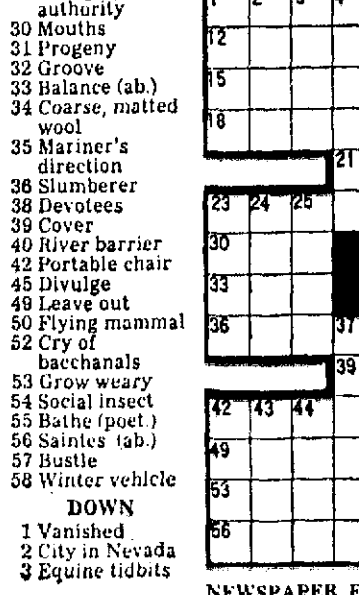 authority
30 Mouths
31 Progeny
32 Groove
33 Balance (ab.)
34 Coarse, matted
wool
35 Mariner's
direction
36 Slumberer
38 Devotees
39 Cover
40 River barrier
42 Portable chair
45 Divulge
49 Leave out
50 Flying mammal
52 Cry of
bacchanals
53 Grow weary
54 Social insect
55 Bathe (poet.)
56 Saintes (ab.)
57 Bustle
58 Winter vehicle
DOWN
1 Vanished
2 City in Nevada
3 Equine tidbits
1 2 3 4
12
15
18
21
23 24 25
30
33
36 37
39
42 43 44
49
53
56
NEWSPAPER